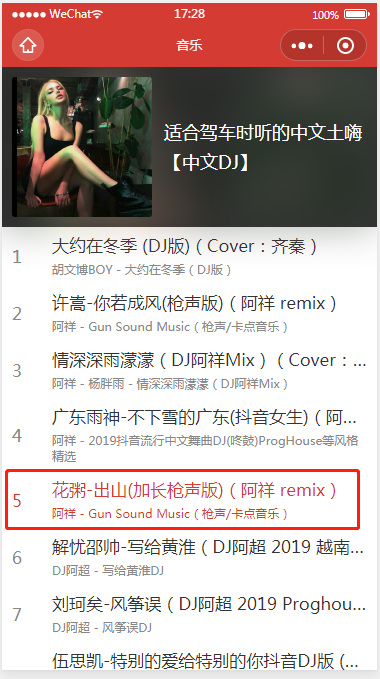 WeChat
17:28
100%
音乐
适合驾车时听的中文土嗨
【中文DJ】
1
大约在冬季 (DJ版)（Cover：齐秦）
胡文博BOY - 大约在冬季（DJ版）
2
许嵩-你若成风(枪声版)（阿祥 remix）
阿祥 - Gun Sound Music（枪声/卡点音乐）
3
情深深雨濛濛（DJ阿祥Mix）（Cover：...
阿祥 - 杨胖雨 - 情深深雨濛濛（DJ阿祥Mix）
4
广东雨神-不下雪的广东(抖音女生)（阿...
阿祥 - 2019抖音流行中文舞曲DJ(咚鼓)ProgHouse等风格
精选
5
花粥-出山(加长枪声版)（阿祥 remix）
阿祥 - Gun Sound Music（枪声/卡点音乐）
6
解忧邵帅-写给黄淮（DJ阿超 2019 越南...
DJ阿超 - 写给黄淮DJ
7
刘珂矣-风筝误（DJ阿超 2019 Proghou...
DJ阿超 - 风筝误DJ
伍思凯-特别的爱给特别的你抖音DJ版 (...